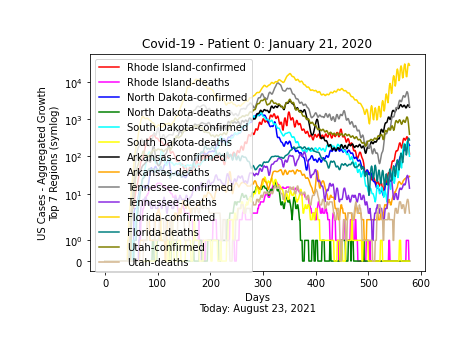 Covid-19 - Patient 0: January 21, 2020
US Cases - Aggregated Growth
Top 7 Regions (symlog)
10⁴
10³
10²
10¹
10⁰
0
Rhode Island-confirmed
Rhode Island-deaths
North Dakota-confirmed
North Dakota-deaths
South Dakota-confirmed
South Dakota-deaths
Arkansas-confirmed
Arkansas-deaths
Tennessee-confirmed
Tennessee-deaths
Florida-confirmed
Florida-deaths
Utah-confirmed
Utah-deaths
0 100 200 300 400 500 600
Days
Today: August 23, 2021